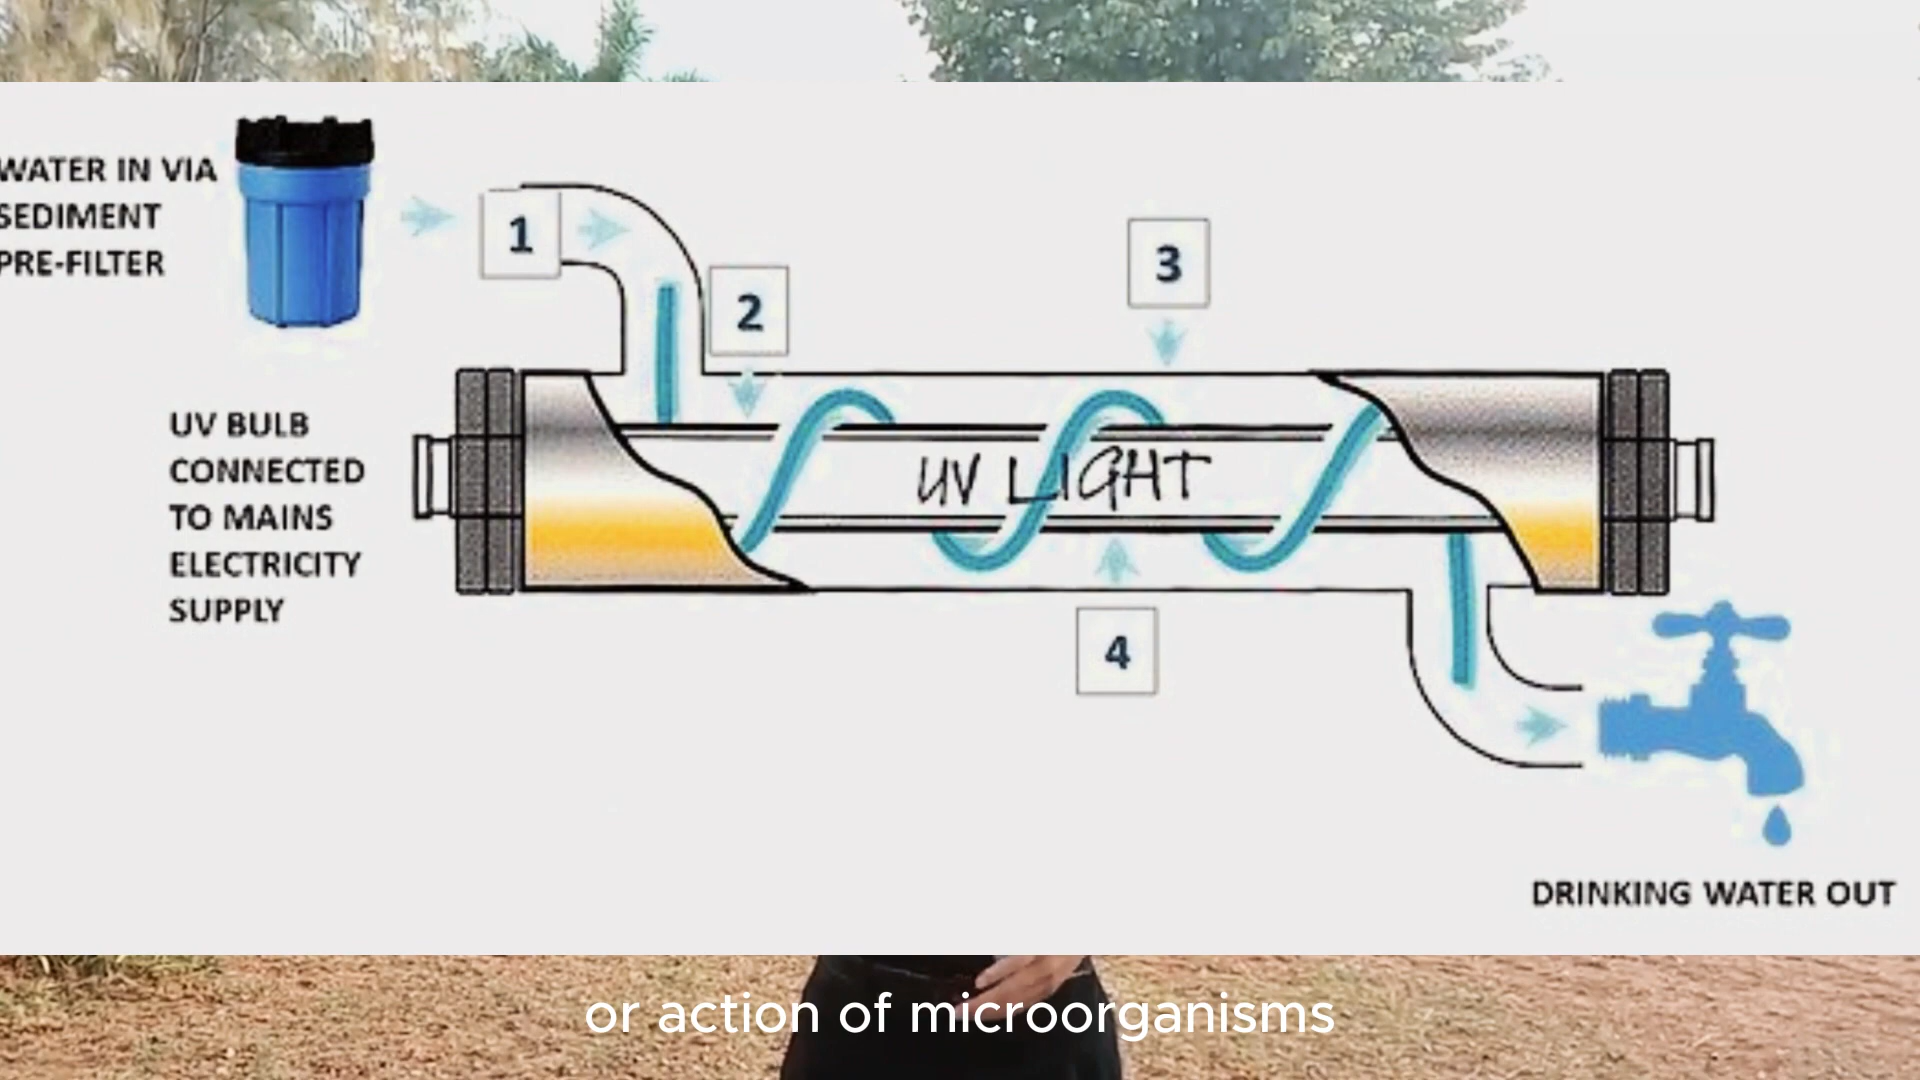 WATER IN VIA
SEDIMENT
PRE-FILTER
1
2
3
UV BULB
CONNECTED
TO MAINS
ELECTRICITY
SUPPLY
UV LIGHT
4
DRINKING WATER OUT
or action of microorganisms